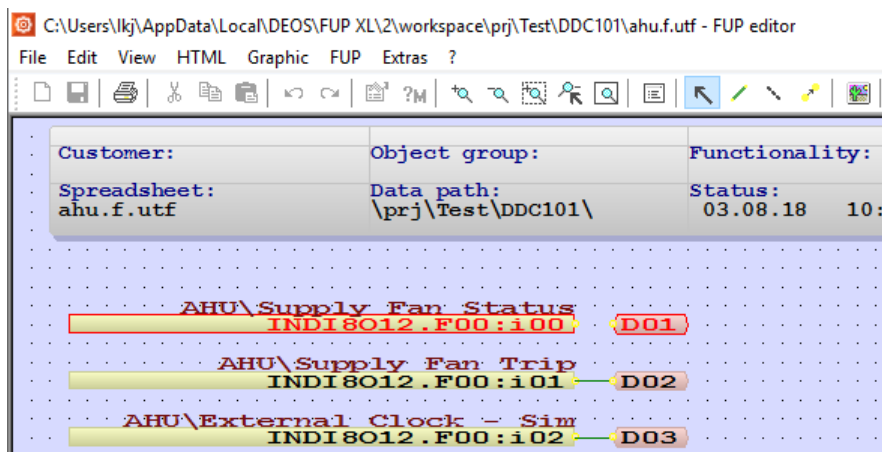 C:\Users\lkj\AppData\Local\DEOS\FUP XL\2\workspace\prj\Test\DDC101\ahu.f.utf - FUP editor
File Edit View HTML Graphic FUP Extras ?
?M
Customer: Object group: Functionality:
Spreadsheet: Data path: Status:
ahu.f.utf \prj\Test\DDC101\ 03.08.18 10:
AHU\Supply Fan Status
INDI8O12.F00:i00 D01
AHU\Supply Fan Trip
INDI8O12.F00:i01 D02
AHU\External Clock - Sim
INDI8O12.F00:i02 D03